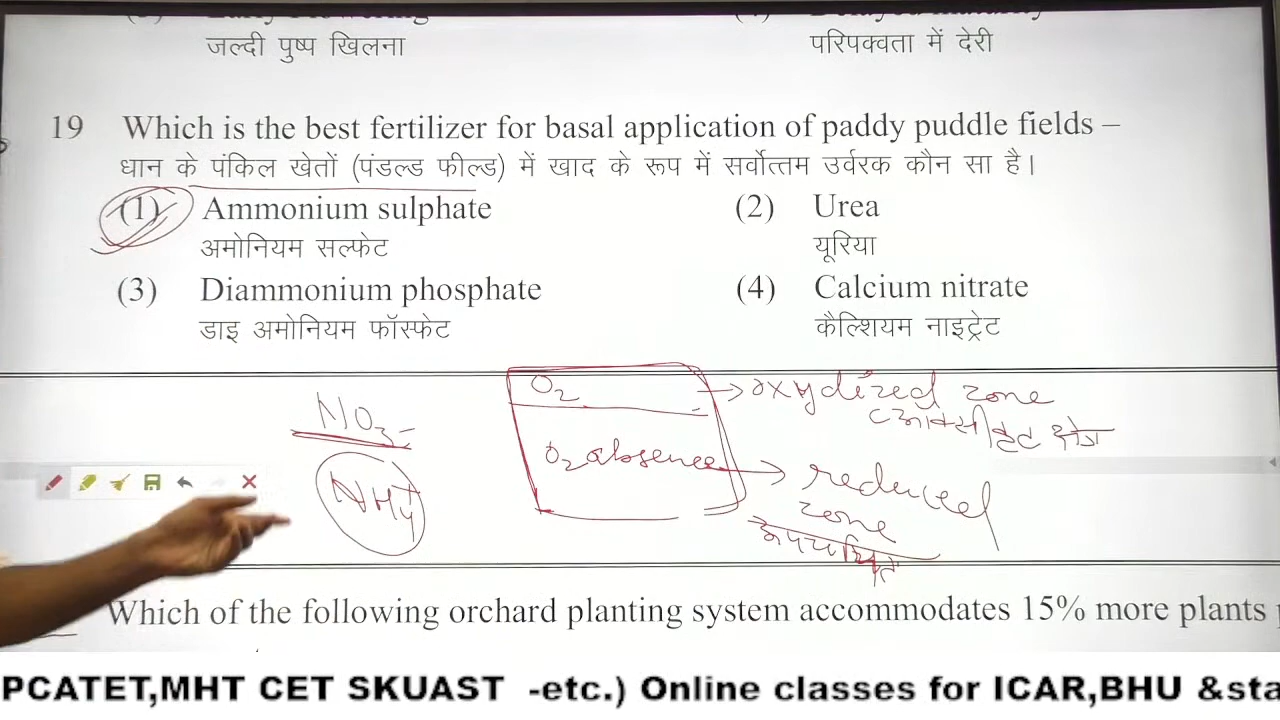 जल्दी पुष्प खिलना
परिपक्वता में देरी
19 Which is the best fertilizer for basal application of paddy puddle fields –
धान के पंकिल खेतों (पंडल्ड फील्ड) में खाद के रूप में सर्वोत्तम उर्वरक कौन सा है।
(1) Ammonium sulphate (2) Urea
अमोनियम सल्फेट यूरिया
(3) Diammonium phosphate (4) Calcium nitrate
डाइ अमोनियम फॉस्फेट कैल्शियम नाइट्रेट
NO3-
O2
oxydized zone
O2 absence
NH4+
reduced
zone
Which of the following orchard planting system accommodates 15% more plants
PCATET,MHT CET SKUAST -etc.) Online classes for ICAR,BHU &sta